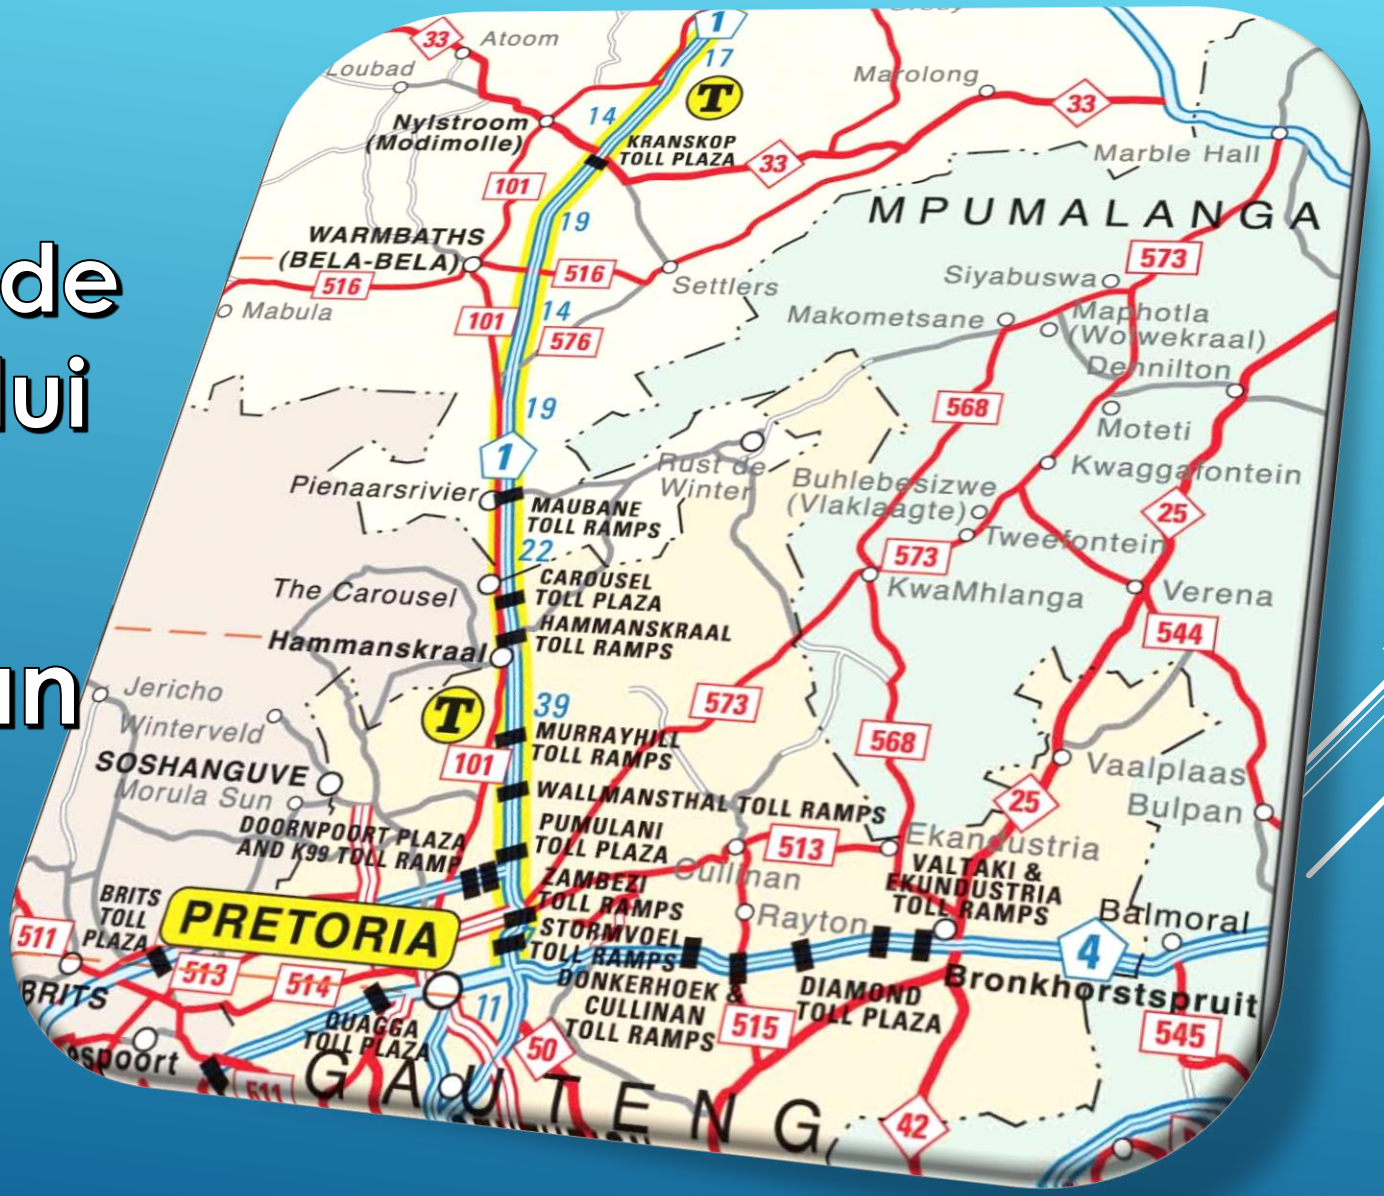 de
lui
un
1
33
Atoom
17
Loubad
Marolong
T
33
14
Nylstroom
(Modimolle)
KRANSKOP
TOLL PLAZA
33
Marble Hall
101
19
MPUMALANGA
WARMBATHS
(BELA-BELA)
516
516
Settlers
573
Siyabuswa
Mabula
101
14
576
Makometsane
Maphotla
(Wolwekraal)
Dennilton
19
568
Moteti
1
Rust de
Winter
Buhlebesizwe
(Vlaklaagte)
Kwaggafontein
Pienaarsrivier
MAUBANE
TOLL RAMPS
25
22
573
Tweefontein
The Carousel
CAROUSEL
TOLL PLAZA
KwaMhlanga
Verena
Hammanskraal
HAMMANSKRAAL
TOLL RAMPS
544
Jericho
Winterveld
T
39
573
MURRAYHILL
TOLL RAMPS
568
SOSHANGUVE
101
Vaalplaas
Morula Sun
WALLMANSTHAL TOLL RAMPS
25
Bulpan
DOORNPOORT PLAZA
AND K99 TOLL RAMP
PUMULANI
TOLL PLAZA
513
Ekandustria
Cullinan
VALTAKI &
EKUNDUSTRIA
TOLL RAMPS
BRITS
TOLL
PLAZA
ZAMBEZI
TOLL RAMPS
Rayton
Balmoral
PRETORIA
511
STORMVOEL
TOLL RAMPS
4
513
514
DONKERHOEK &
CULLINAN
TOLL RAMPS
DIAMOND
TOLL PLAZA
Bronkhorstspruit
BRITS
11
QUAGGA
TOLL PLAZA
515
545
50
spoort
511
GAUTENG
42